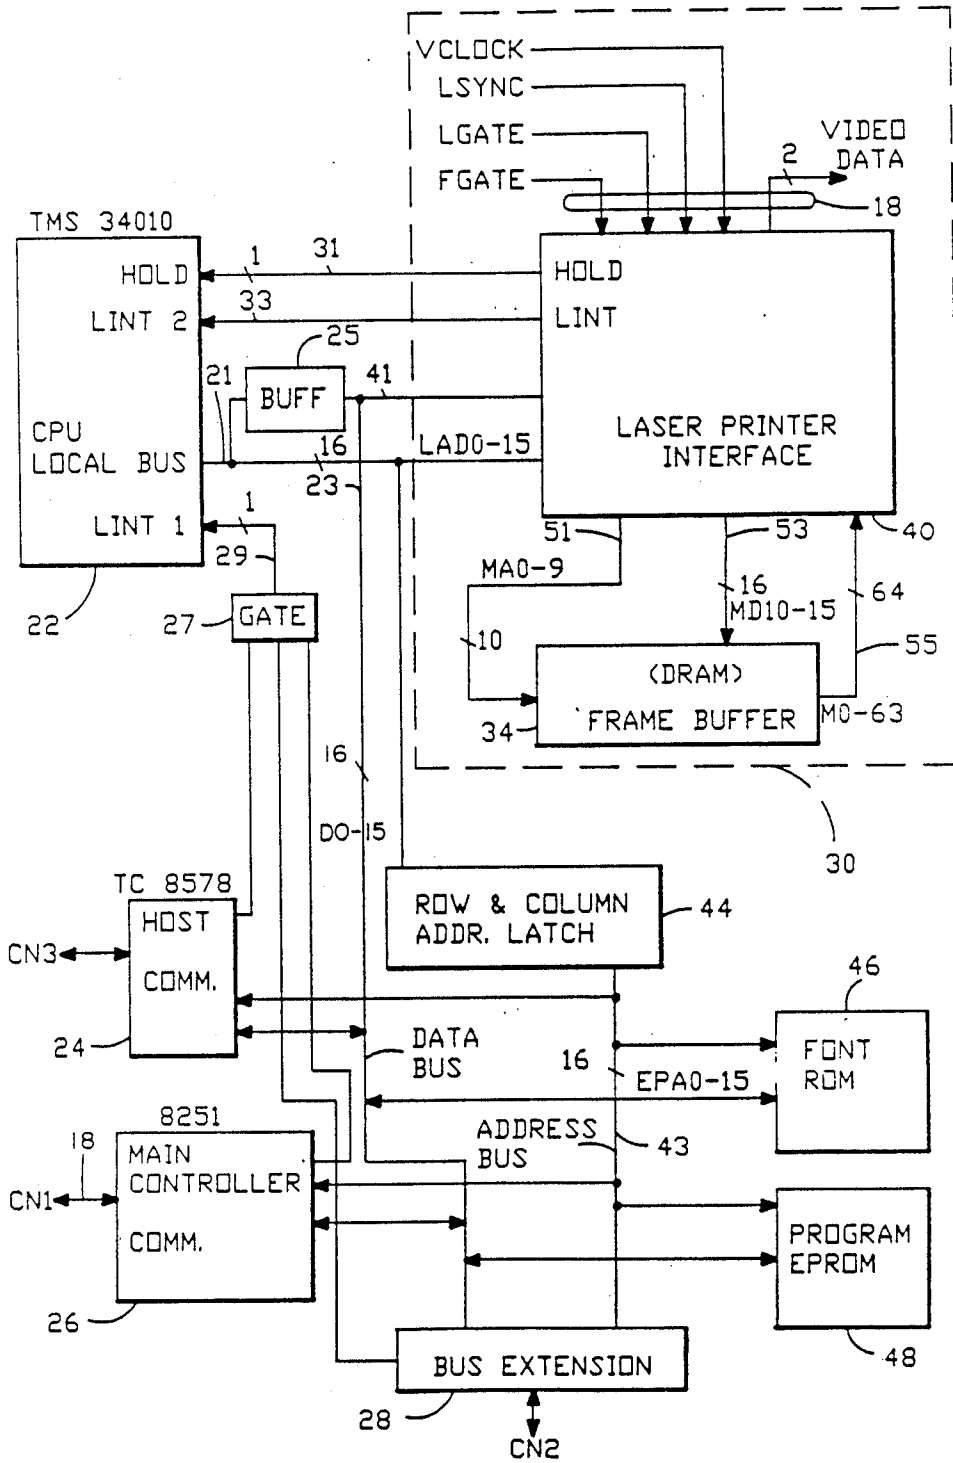 VCLOCK
LSYNC
LGATE
FGATE
2
VIDEO
DATA
18
TMS 34010
HOLD
1
31
HOLD
LINT 2
33
LINT
25
21
BUFF
41
CPU
LOCAL BUS
16
23
LAD0-15
LASER PRINTER
INTERFACE
LINT 1
1
29
51
53
40
MA0-9
16
MD10-15
64
22
27
GATE
10
55
(DRAM)
FRAME BUFFER
34
M0-63
16
D0-15
30
TC 8578
HOST
COMM.
CN3
24
ROW & COLUMN
ADDR. LATCH
44
46
FONT
ROM
DATA
BUS
16
EPA0-15
8251
ADDRESS
BUS
43
18
MAIN
CONTROLLER
COMM.
CN1
26
PROGRAM
EPROM
48
BUS EXTENSION
28
CN2